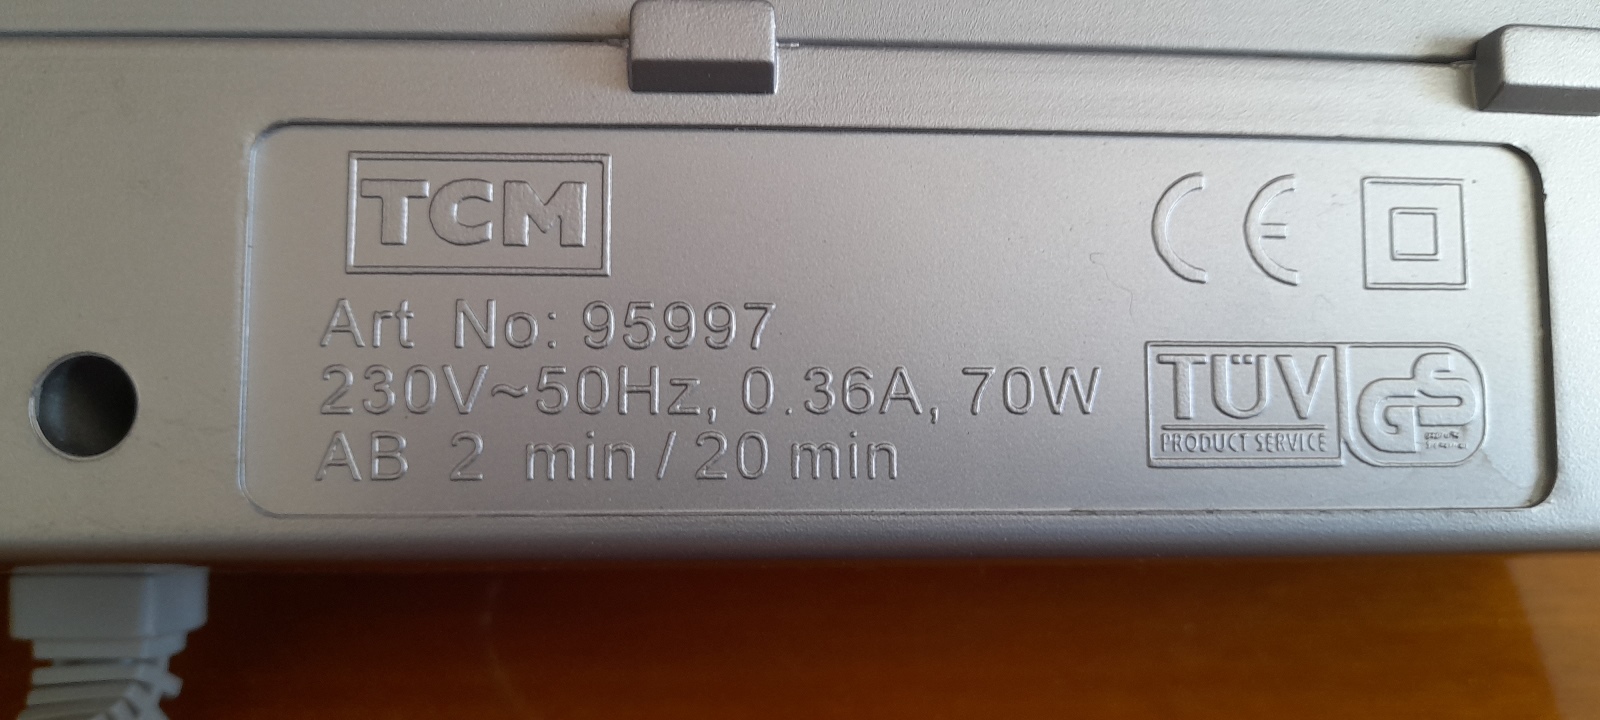 TCM
CE
Art No: 95997
230V~50Hz, 0.36A, 70W
AB 2 min / 20 min
TÜV
PRODUCT SERVICE
GS